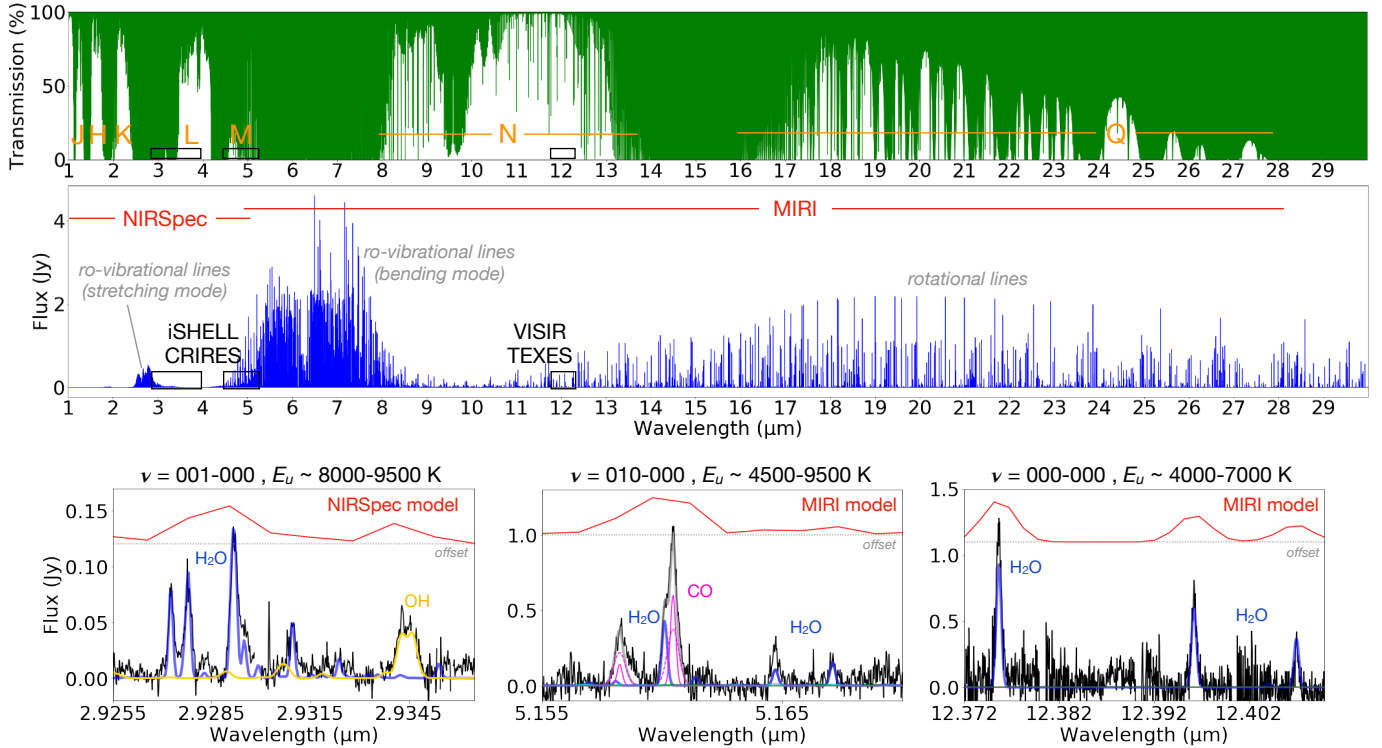 Transmission (%)
100
50
0
J H K L M N Q
1 2 3 4 5 6 7 8 9 10 11 12 13 14 15 16 17 18 19 20 21 22 23 24 25 26 27 28 29
Flux (Jy)
4
2
0
NIRSpec
MIRI
ro-vibrational lines
(stretching mode)
ro-vibrational lines
(bending mode)
rotational lines
iSHELL
CRIRES
VISIR
TEXES
1 2 3 4 5 6 7 8 9 10 11 12 13 14 15 16 17 18 19 20 21 22 23 24 25 26 27 28 29
Wavelength (μm)
ν = 001-000 , Eu ~ 8000-9500 K
NIRSpec model
offset
H2O
OH
Flux (Jy)
0.15
0.10
0.05
0.00
2.9255 2.9285 2.9315 2.9345
Wavelength (μm)
ν = 010-000 , Eu ~ 4500-9500 K
MIRI model
offset
H2O
CO
H2O
1.0
0.5
0.0
5.155 5.165
Wavelength (μm)
ν = 000-000 , Eu ~ 4000-7000 K
MIRI model
offset
H2O
H2O
1.5
1.0
0.5
0.0
12.372 12.382 12.392 12.402
Wavelength (μm)